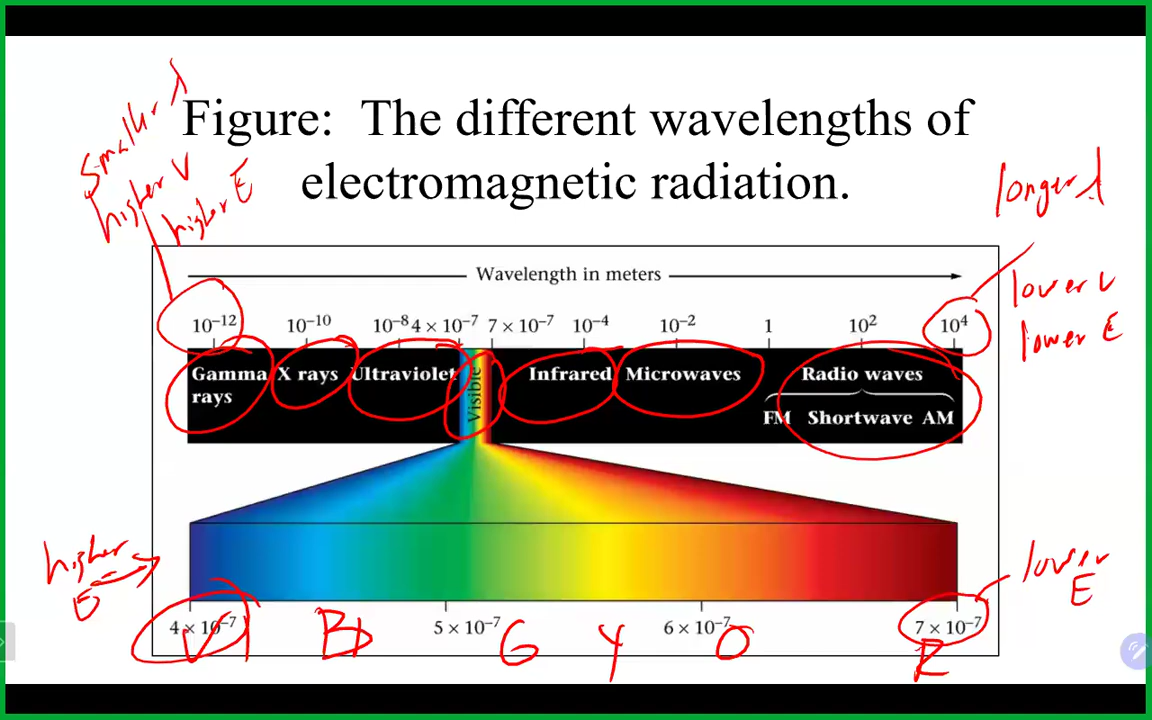 Figure: The different wavelengths of
electromagnetic radiation.
smaller λ
higher ν
higher E
longer λ
lower ν
lower E
Wavelength in meters
10⁻¹² 10⁻¹⁰ 10⁻⁸ 4 × 10⁻⁷ 7 × 10⁻⁷ 10⁻⁴ 10⁻² 1 10² 10⁴
Gamma rays
X rays
Ultraviolet
Visible
Infrared
Microwaves
Radio waves
FM Shortwave AM
higher
E
lower
E
4 × 10⁻⁷ 5 × 10⁻⁷ 6 × 10⁻⁷ 7 × 10⁻⁷
V B G Y O R